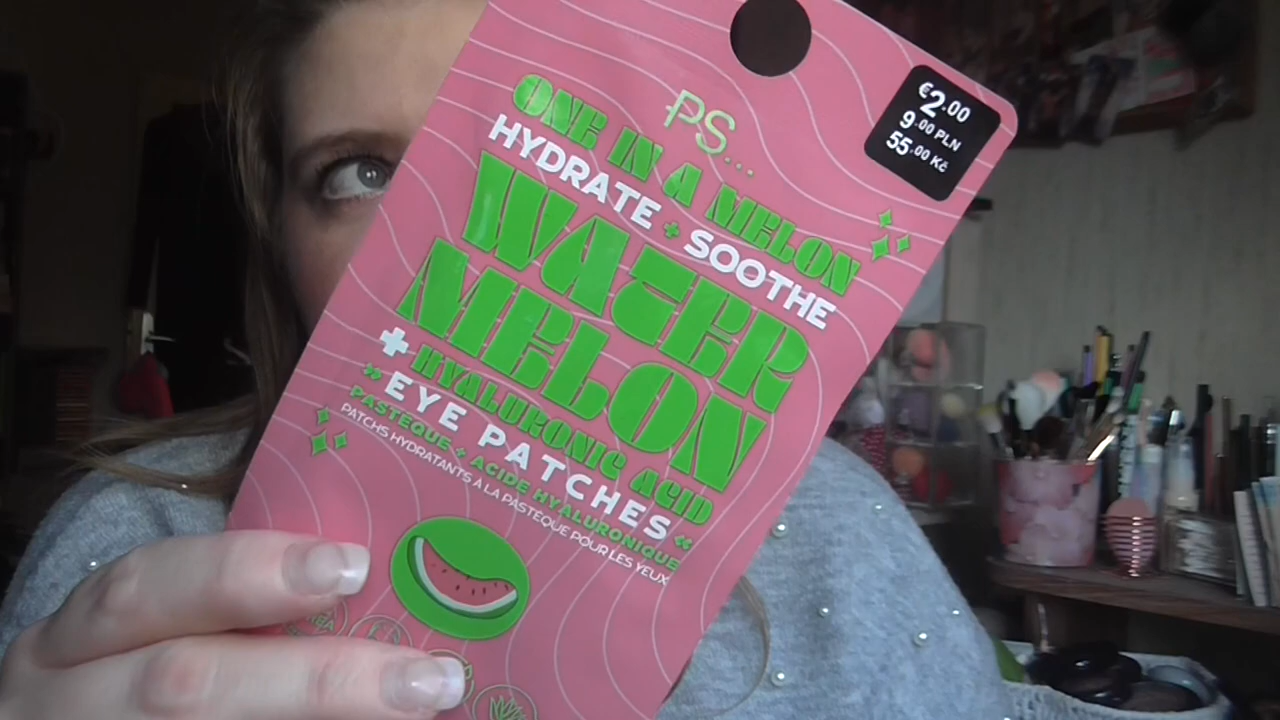 PS...
€2.00
9.00 PLN
55.00 Kč
ONE IN A MELON
HYDRATE + SOOTHE
WATER
MELON
+ HYALURONIC ACID
» EYE PATCHES «
PASTÈQUE + ACIDE HYALURONIQUE
PATCHS HYDRATANTS À LA PASTÈQUE POUR LES YEUX